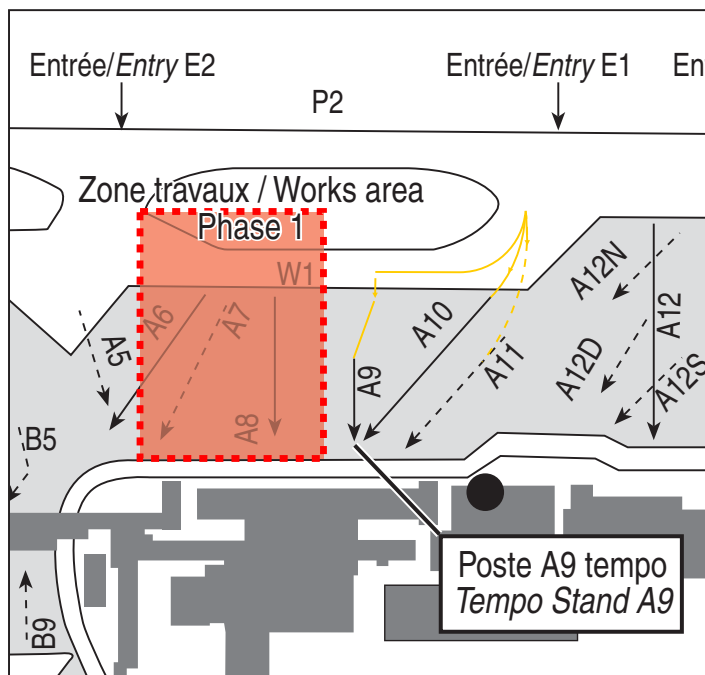 Entrée/Entry E2
Entrée/Entry E1
Ent
P2
Zone travaux / Works area
Phase 1
W1
A5
A6
A7
A8
A9
A10
A11
A12N
A12
A12D
A12S
B5
B9
Poste A9 tempo
Tempo Stand A9